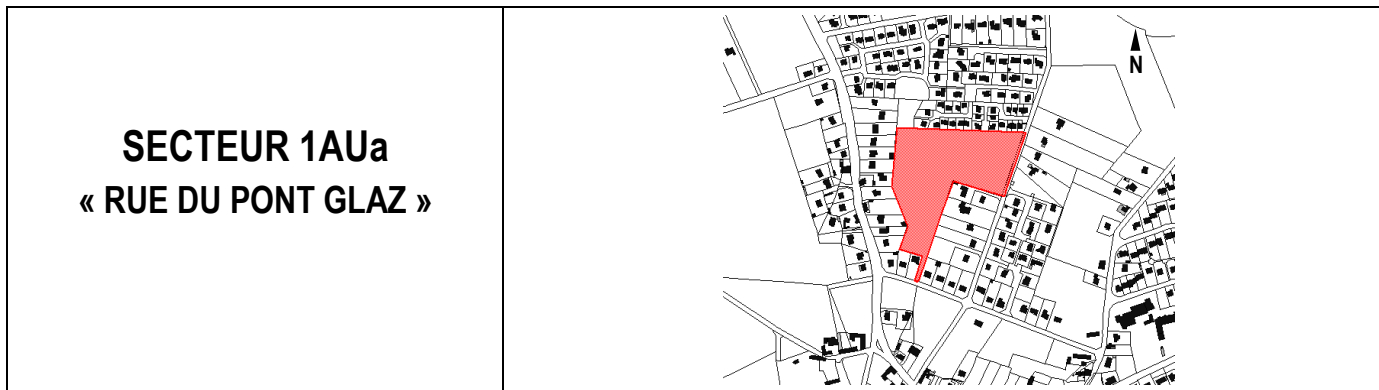 SECTEUR 1AUa
« RUE DU PONT GLAZ »
N